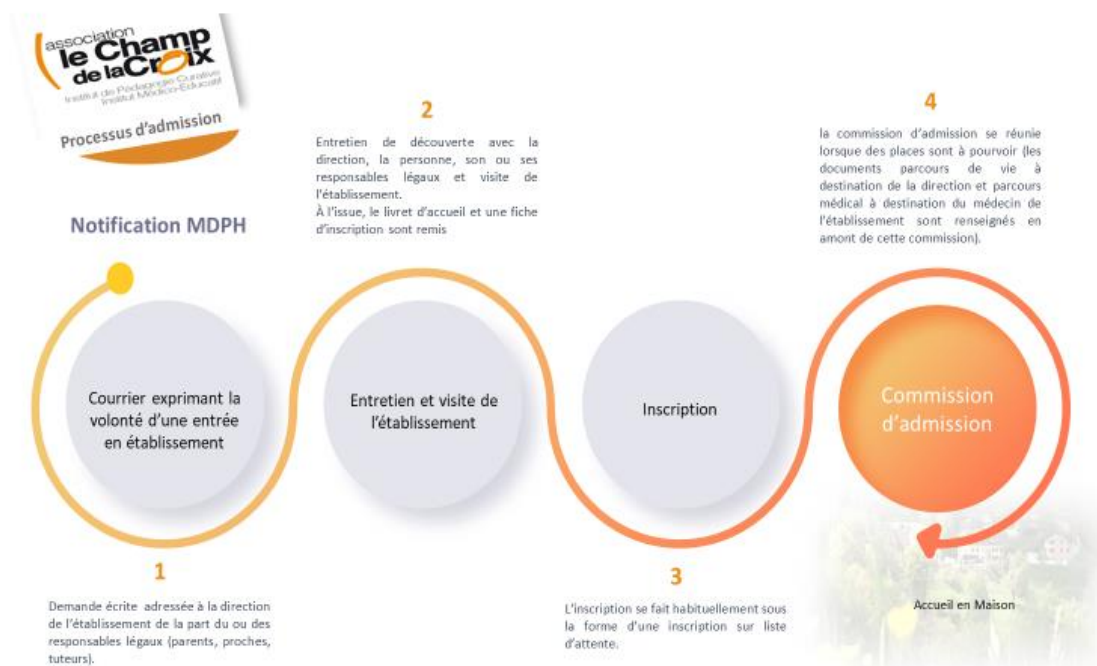 association
le Champ
de laCroix
Institut de Pédagogie Curative
Institut Médico-Educatif
Processus d'admission
Notification MDPH
Courrier exprimant la
volonté d'une entrée
en établissement
1
Demande écrite adressée à la direction
de l'établissement de la part du ou des
responsables légaux (parents, proches,
tuteurs).
2
Entretien de découverte avec la
direction, la personne, son ou ses
responsables légaux et visite de
l'établissement.
À l'issue, le livret d'accueil et une fiche
d'inscription sont remis
Entretien et visite de
l'établissement
Inscription
3
L'inscription se fait habituellement sous
la forme d'une inscription sur liste
d'attente.
4
la commission d'admission se réunie
lorsque des places sont à pourvoir (les
documents parcours de vie à
destination de la direction et parcours
médical à destination du médecin de
l'établissement sont renseignés en
amont de cette commission).
Commission
d'admission
Accueil en Maison